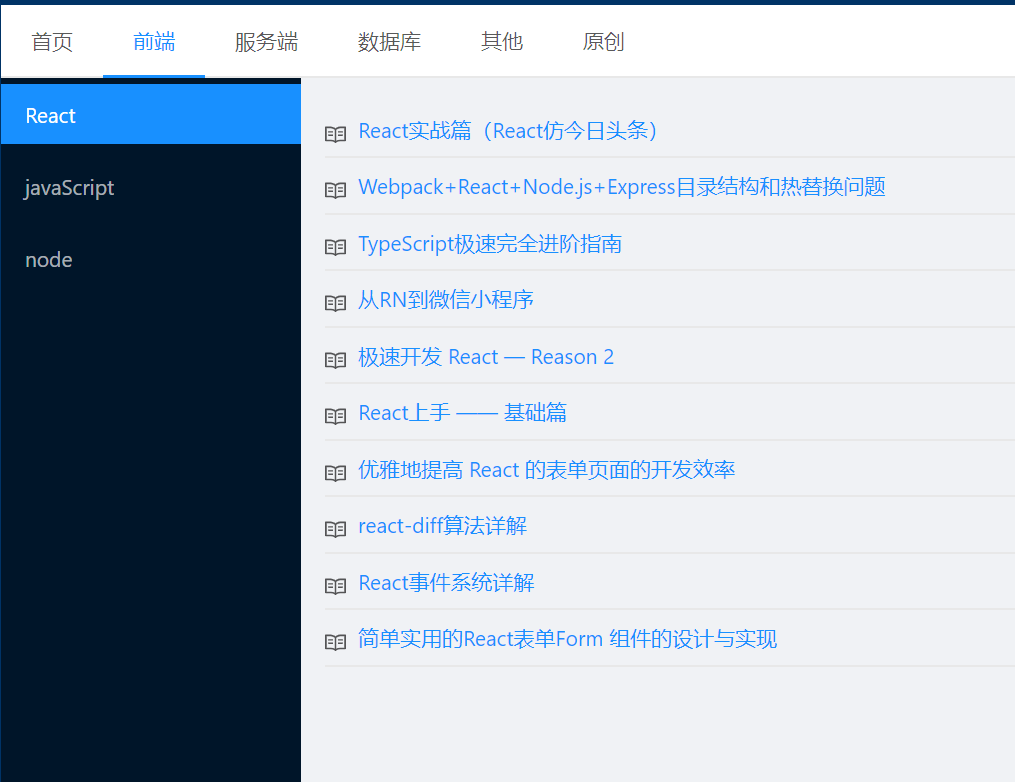 首页 前端 服务端 数据库 其他 原创
React
javaScript
node
React实战篇（React仿今日头条）
Webpack+React+Node.js+Express目录结构和热替换问题
TypeScript极速完全进阶指南
从RN到微信小程序
极速开发 React — Reason 2
React上手 —— 基础篇
优雅地提高 React 的表单页面的开发效率
react-diff算法详解
React事件系统详解
简单实用的React表单Form 组件的设计与实现